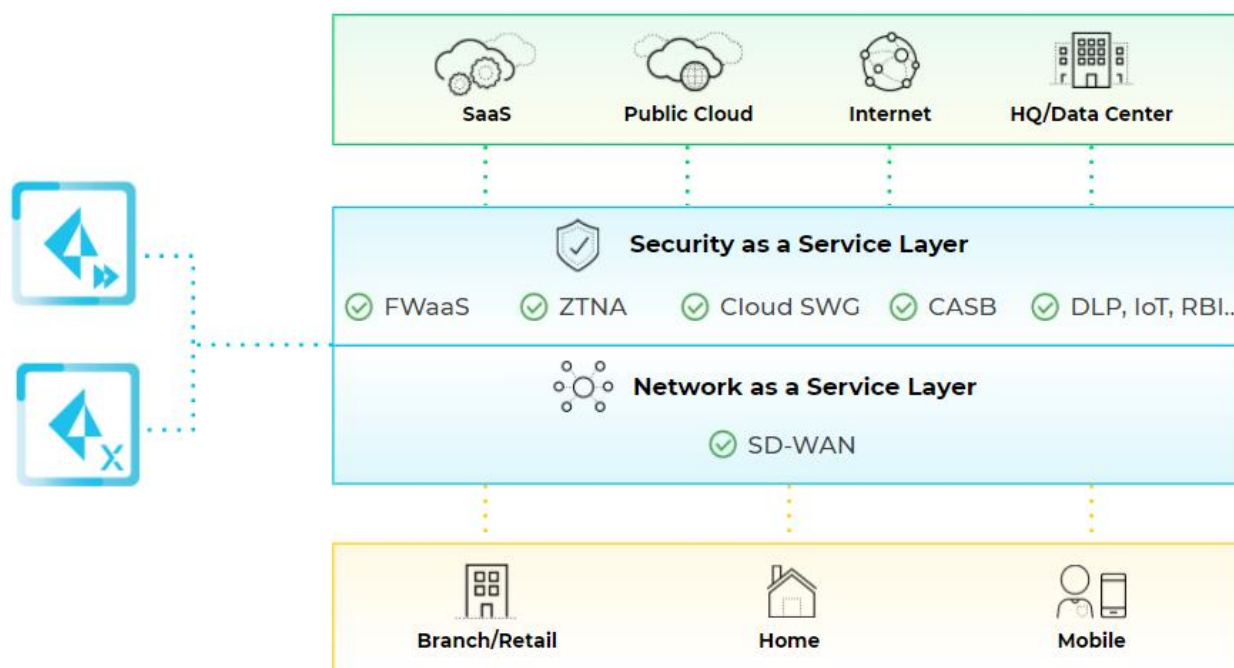 SaaS
Public Cloud
Internet
HQ/Data Center
Security as a Service Layer
FWaaS
ZTNA
Cloud SWG
CASB
DLP, IoT, RBI..
X
Network as a Service Layer
SD-WAN
Branch/Retail
Home
Mobile